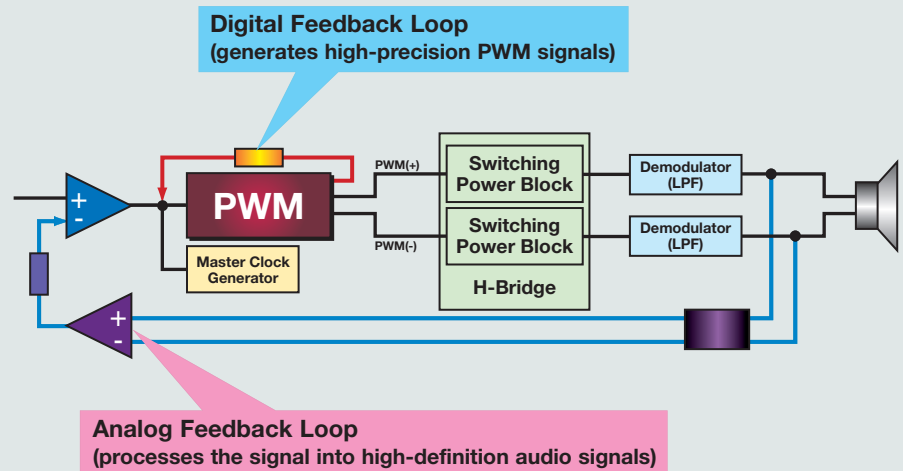 Digital Feedback Loop
(generates high-precision PWM signals)
PWM(+)
Switching
Power Block
Demodulator
(LPF)
+
-
PWM
PWM(-)
Switching
Power Block
Demodulator
(LPF)
Master Clock
Generator
H-Bridge
+
-
Analog Feedback Loop
(processes the signal into high-definition audio signals)